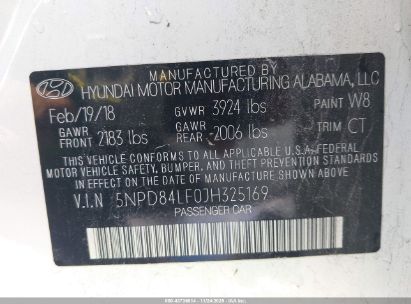 MANUFACTURED BY
HYUNDAI MOTOR MANUFACTURING ALABAMA, LLC
Feb/19/18 GVWR 3924 lbs PAINT W8
GAWR FRONT 2183 lbs GAWR REAR 2006 lbs TRIM CT
THIS VEHICLE CONFORMS TO ALL APPLICABLE U.S.A. FEDERAL
MOTOR VEHICLE SAFETY, BUMPER, AND THEFT PREVENTION
STANDARDS IN EFFECT ON THE DATE OF MANUFACTURE SHOWN ABOVE.
V.I.N 5NPD84LF0JH325169
PASSENGER CAR